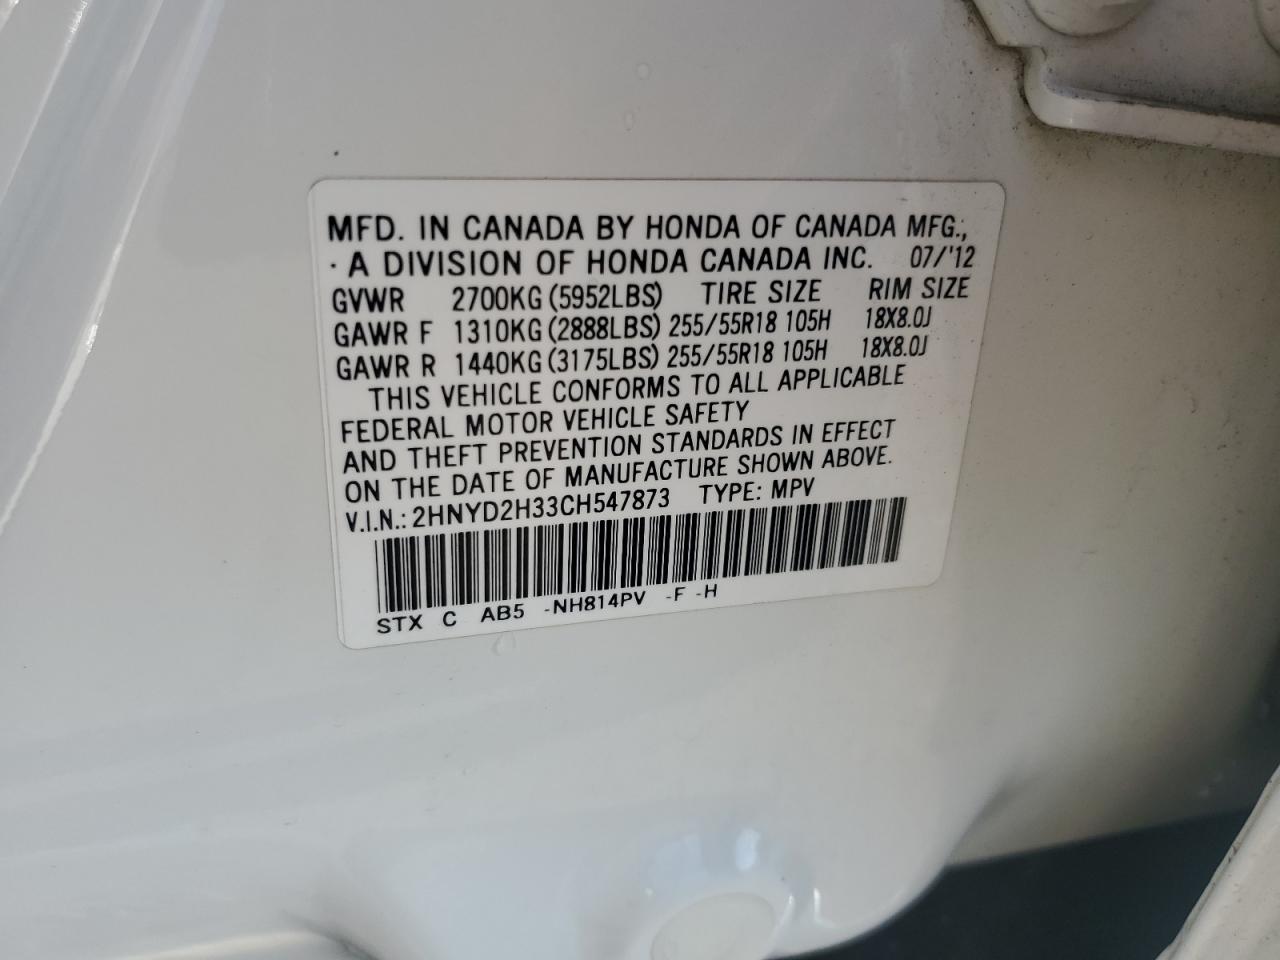 MFD. IN CANADA BY HONDA OF CANADA MFG.,
· A DIVISION OF HONDA CANADA INC. 07/'12
GVWR 2700KG (5952LBS) TIRE SIZE RIM SIZE
GAWR F 1310KG (2888LBS) 255/55R18 105H 18X8.0J
GAWR R 1440KG (3175LBS) 255/55R18 105H 18X8.0J
THIS VEHICLE CONFORMS TO ALL APPLICABLE
FEDERAL MOTOR VEHICLE SAFETY
AND THEFT PREVENTION STANDARDS IN EFFECT
ON THE DATE OF MANUFACTURE SHOWN ABOVE.
V.I.N.: 2HNYD2H33CH547873 TYPE: MPV
STX C AB5 -NH814PV -F -H